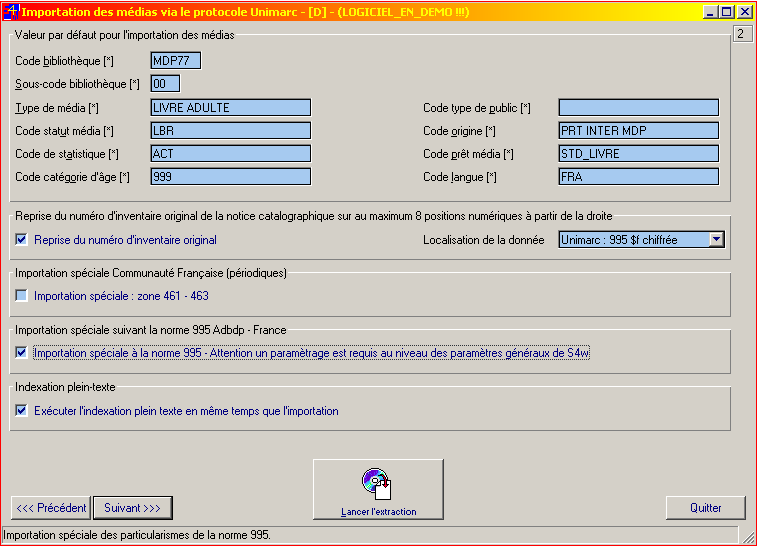 Importation des médias via le protocole Unimarc - [D] - (LOGICIEL_EN_DEMO !!!)
2
Valeur par défaut pour l'importation des médias
Code bibliothèque [*] MDP77
Sous-code bibliothèque [*] 00
Type de média [*] LIVRE ADULTE Code type de public [*]
Code statut média [*] LBR Code origine [*] PRT INTER MDP
Code de statistique [*] ACT Code prêt média [*] STD_LIVRE
Code catégorie d'âge [*] 999 Code langue [*] FRA
Reprise du numéro d'inventaire original de la notice catalographique sur au maximum 8 positions numériques à partir de la droite
Reprise du numéro d'inventaire original Localisation de la donnée Unimarc : 995 $f chiffrée
Importation spéciale Communauté Française (périodiques)
Importation spéciale : zone 461 - 463
Importation spéciale suivant la norme 995 Adbdp - France
Importation spéciale à la norme 995 - Attention un paramètrage est requis au niveau des paramètres généraux de S4w
Indexation plein-texte
Exécuter l'indexation plein texte en même temps que l'importation
<<< Précédent Suivant >>> Lancer l'extraction Quitter
Importation spéciale des particularismes de la norme 995.